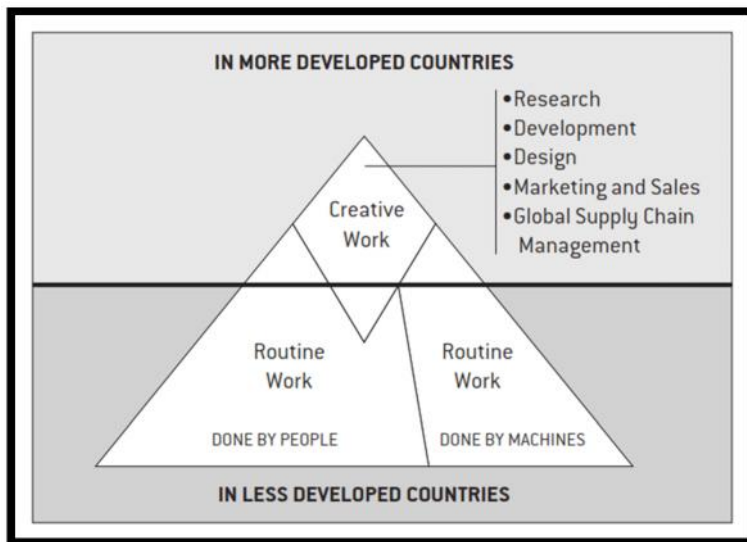 IN MORE DEVELOPED COUNTRIES
•Research
•Development
•Design
•Marketing and Sales
•Global Supply Chain
Management
Creative
Work
Routine
Work
DONE BY PEOPLE
Routine
Work
DONE BY MACHINES
IN LESS DEVELOPED COUNTRIES